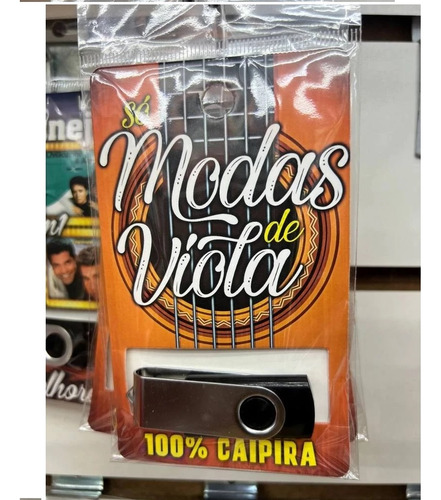 Só
Modas
de
Viola
100% CAIPIRA